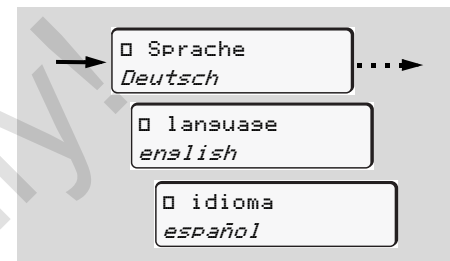 □ Sprache
Deutsch
□ language
english
□ idioma
español